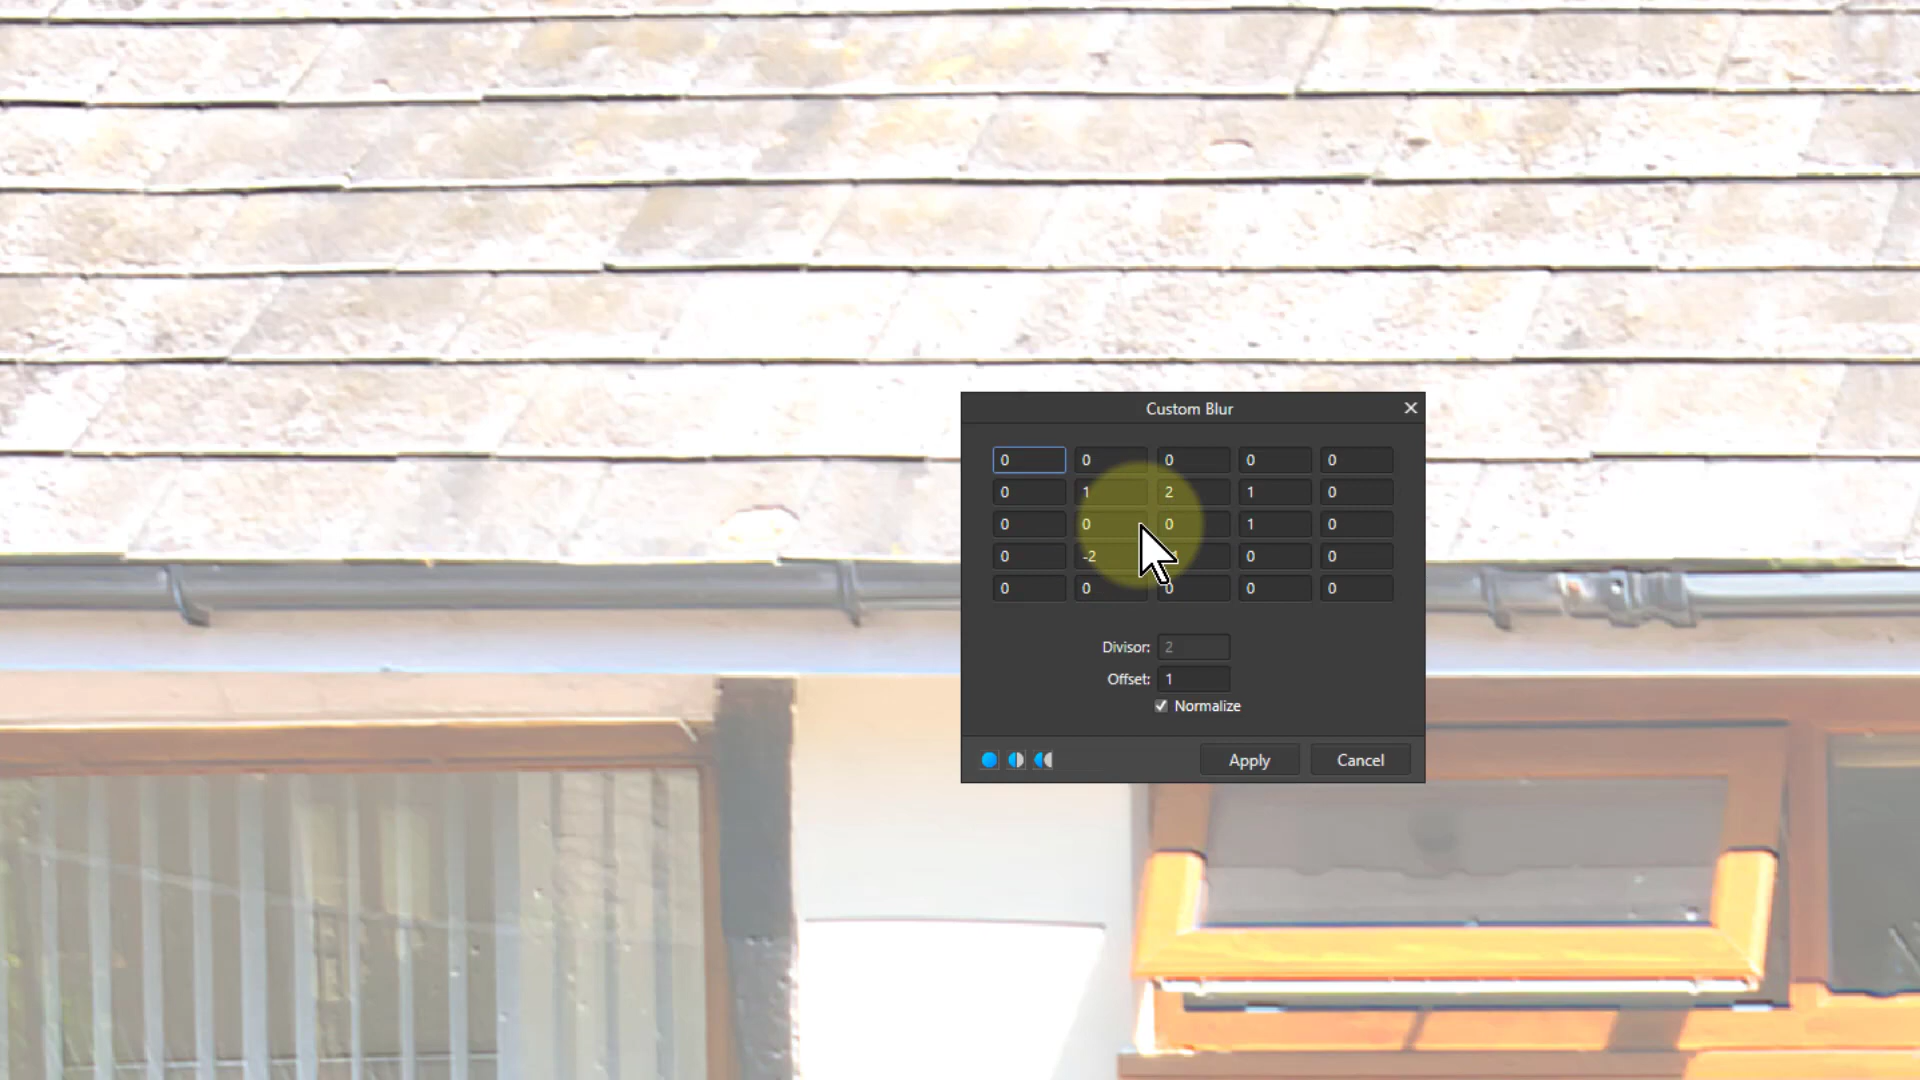 Custom Blur
0 0 0 0 0
0 1 2 1 0
0 0 0 1 0
0 -2 0 0
0 0 0 0 0
Divisor: 2
Offset: 1
Normalize
Apply Cancel